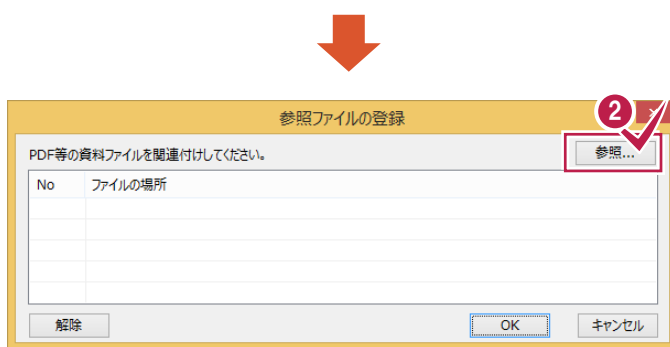 参照ファイルの登録
2
PDF等の資料ファイルを関連付けしてください。
参照...
No ファイルの場所
解除 OK キャンセル